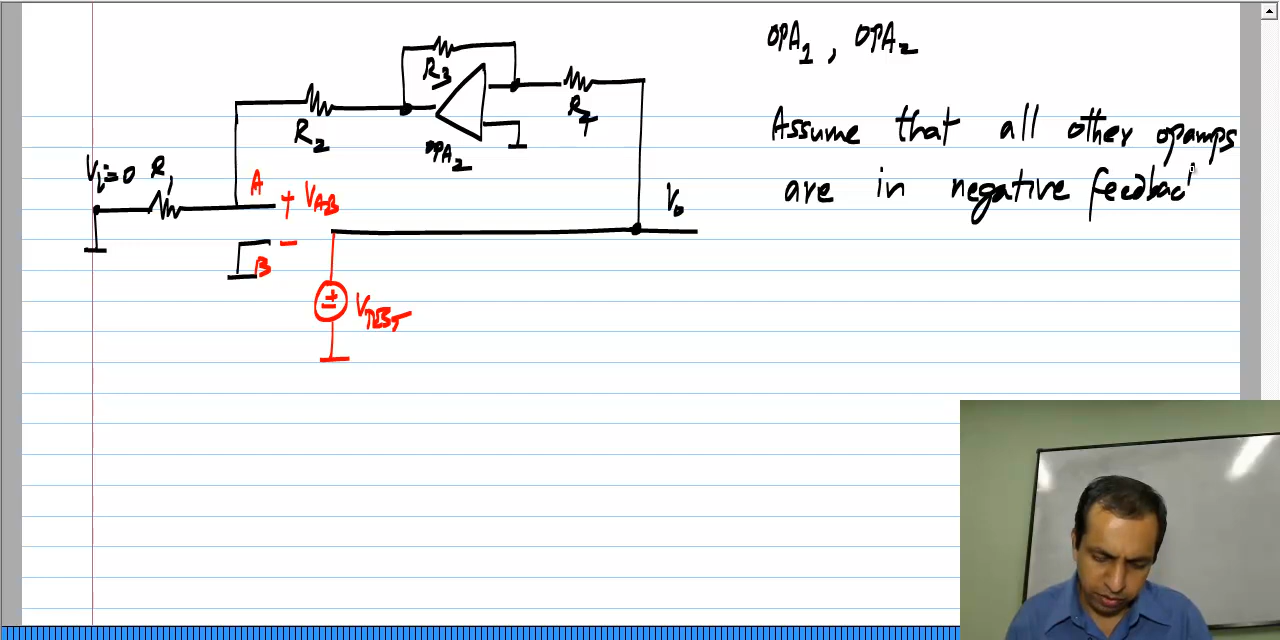 OPA1, OPA2
R3
R4
R2
OPA2
Assume that all other opamps
are in negative feedbac
Vi=0 R1
A + VAB
Vo
B −
+
−
VTEST